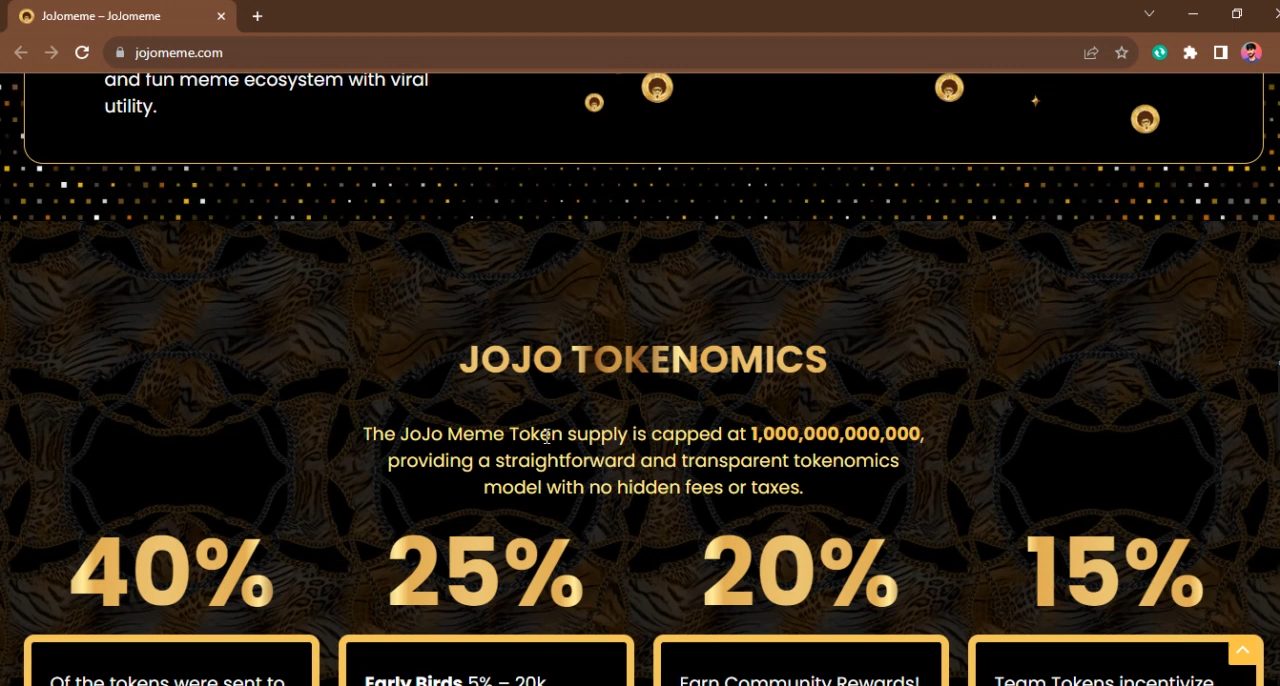 JoJomeme – JoJomeme
jojomeme.com
and fun meme ecosystem with viral
utility.
JOJO TOKENOMICS
The JoJo Meme Token supply is capped at 1,000,000,000,000,
providing a straightforward and transparent tokenomics
model with no hidden fees or taxes.
40% 25% 20% 15%
Of the tokens were sent to
Early Birds 5% – 20k
Earn Community Rewards!
Team Tokens incentivize